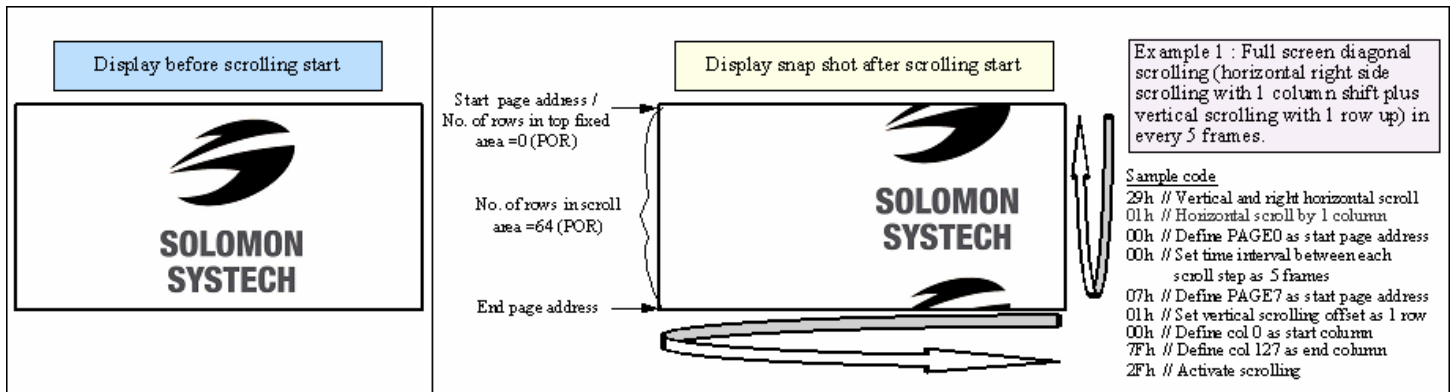 Display before scrolling start
SOLOMON
SYSTECH
Display snap shot after scrolling start
Start page address /
No. of rows in top fixed
area =0 (POR)
No. of rows in scroll
area =64 (POR)
End page address
SOLOMON
SYSTECH
Example 1 : Full screen diagonal
scrolling (horizontal right side
scrolling with 1 column shift plus
vertical scrolling with 1 row up) in
every 5 frames.
Sample code
29h // Vertical and right horizontal scroll
01h // Horizontal scroll by 1 column
00h // Define PAGE0 as start page address
00h // Set time interval between each
scroll step as 5 frames
07h // Define PAGE7 as start page address
01h // Set vertical scrolling offset as 1 row
00h // Define col 0 as start column
7Fh // Define col 127 as end column
2Fh // Activate scrolling